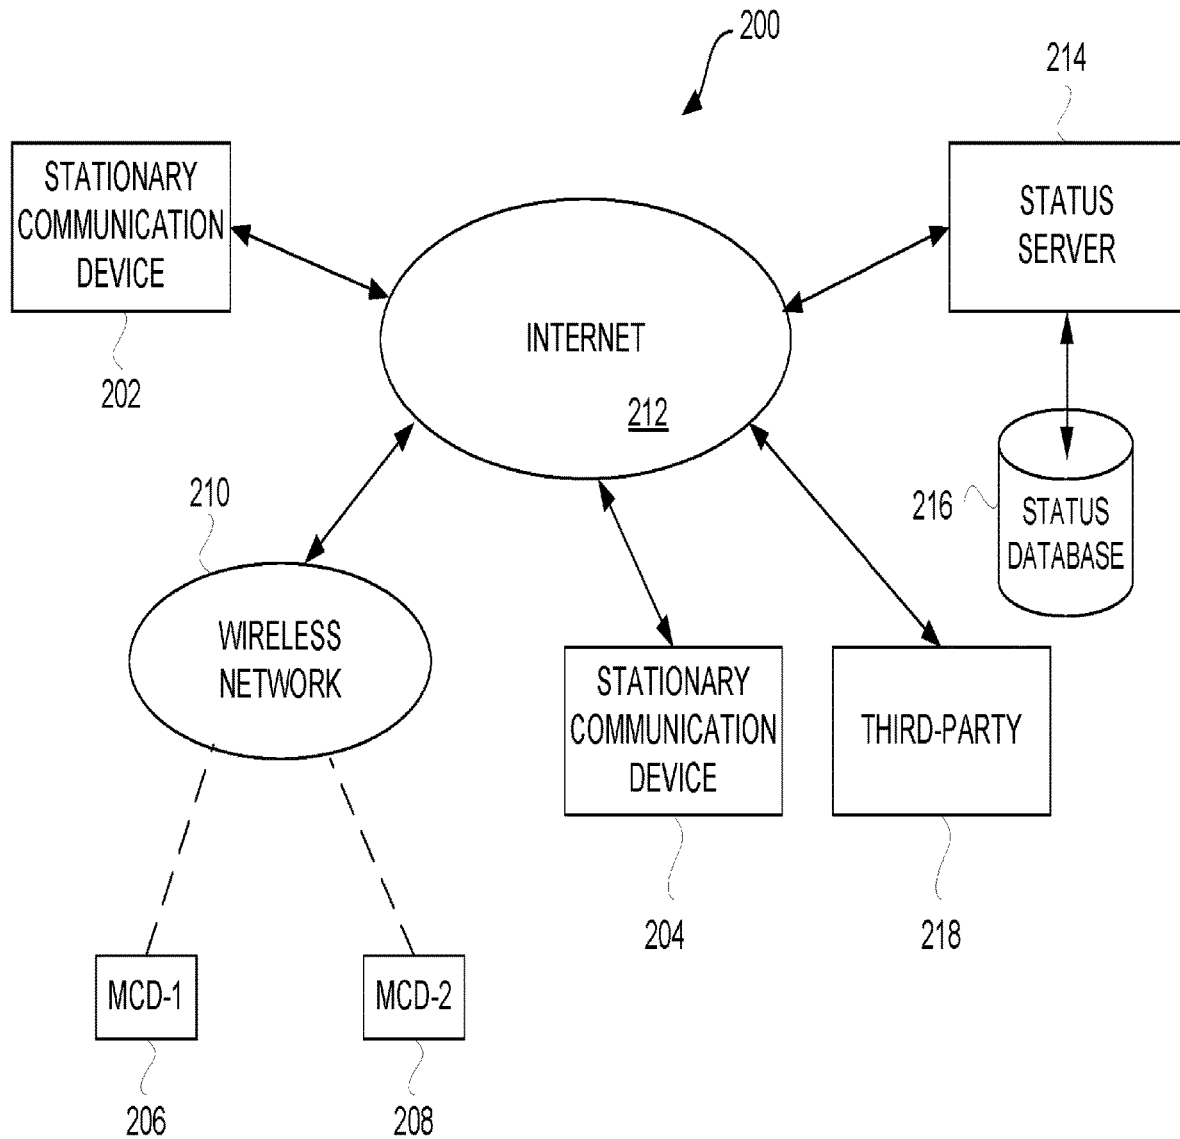 200
214
STATIONARY
COMMUNICATION
DEVICE
STATUS
SERVER
INTERNET
202
212
210
216
STATUS
DATABASE
WIRELESS
NETWORK
STATIONARY
COMMUNICATION
DEVICE
THIRD-PARTY
204
218
MCD-1
MCD-2
206
208